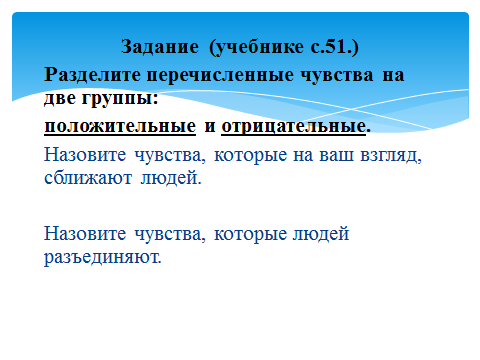 Задание (учебнике с.51.)
Разделите перечисленные чувства на
две группы:
положительные и отрицательные.
Назовите чувства, которые на ваш взгляд,
сближают людей.
Назовите чувства, которые людей
разъединяют.